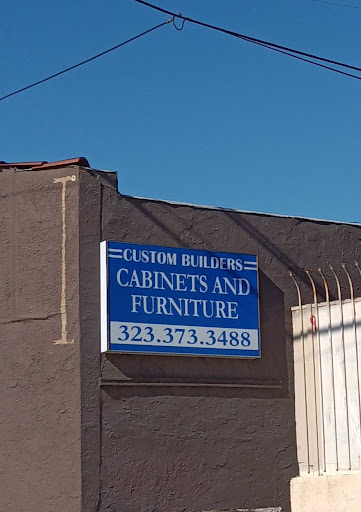 CUSTOM BUILDERS
CABINETS AND
FURNITURE
323.373.3488